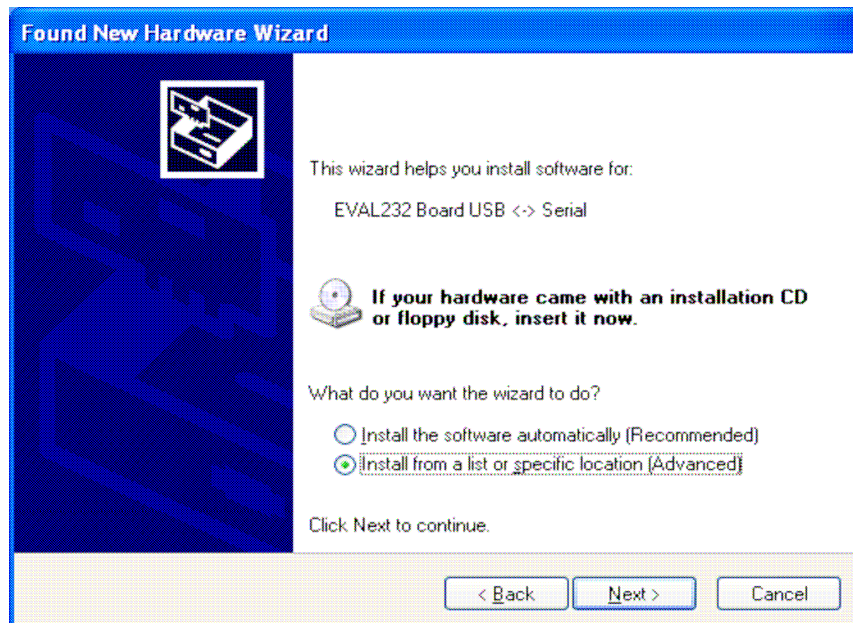 Found New Hardware Wizard
This wizard helps you install software for:
EVAL232 Board USB <-> Serial
If your hardware came with an installation CD
or floppy disk, insert it now.
What do you want the wizard to do?
Install the software automatically (Recommended)
Install from a list or specific location (Advanced)
Click Next to continue.
< Back
Next >
Cancel